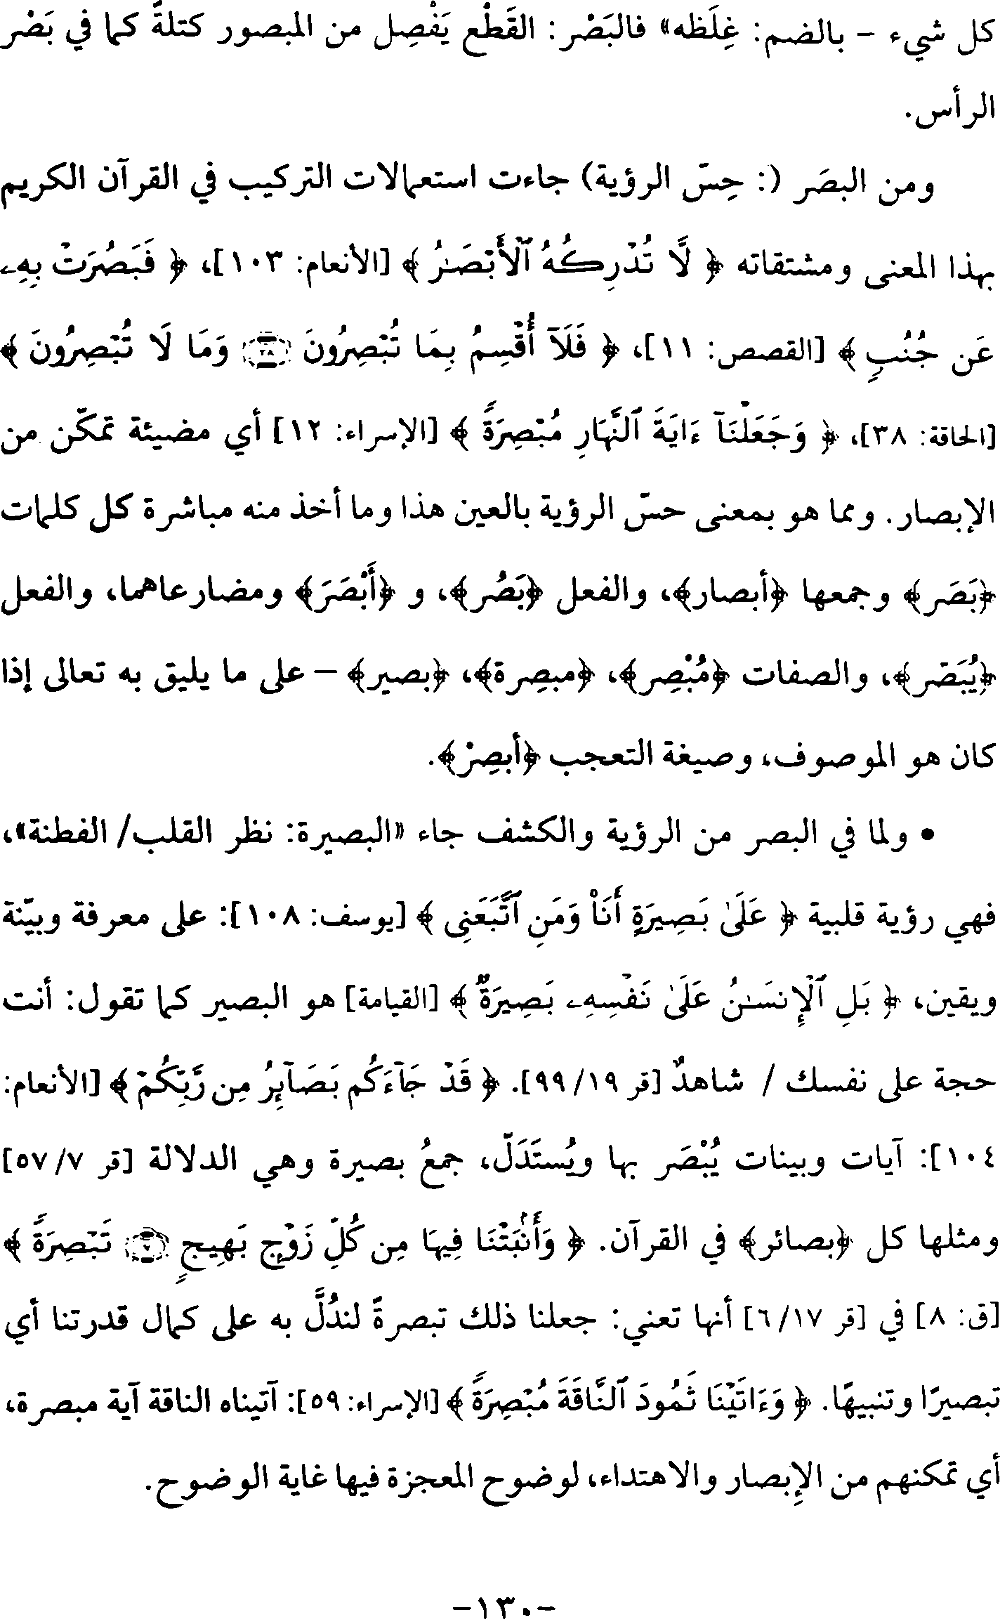 كل شيء – بالضم: غِلَظه» فالبَصْر: القَطْع يَفْصِل من المبصور كتلةً كما في بَصْر
الرأس.
ومن البصَر (: حِسّ الرؤية) جاءت استعمالات التركيب في القرآن الكريم
بهذا المعنى ومشتقاته ﴿ لَّا تُدْرِكُهُ ٱلْأَبْصَٰرُ ﴾ [الأنعام: ١٠٣]، ﴿ فَبَصُرَتْ بِهِۦ
عَن جُنُبٍ ﴾ [القصص: ١١]، ﴿ فَلَآ أُقْسِمُ بِمَا تُبْصِرُونَ ٣٨ وَمَا لَا تُبْصِرُونَ ﴾
[الحاقة: ٣٨]، ﴿ وَجَعَلْنَآ ءَايَةَ ٱلنَّهَارِ مُبْصِرَةً ﴾ [الإسراء: ١٢] أي مضيئة تمكّن من
الإبصار. ومما هو بمعنى حسّ الرؤية بالعين هذا وما أخذ منه مباشرة كل كلمات
﴿بَصَر﴾ وجمعها ﴿أبصار﴾، والفعل ﴿بَصُر﴾، و ﴿أَبْصَرَ﴾ ومضارعاهما، والفعل
﴿يُبَصّر﴾، والصفات ﴿مُبْصِر﴾، ﴿مبصِرة﴾، ﴿بصير﴾ – على ما يليق به تعالى إذا
كان هو الموصوف، وصيغة التعجب ﴿أبصِرْ﴾.
• ولما في البصر من الرؤية والكشف جاء «البصيرة: نظر القلب/ الفطنة»،
فهي رؤية قلبية ﴿ عَلَىٰ بَصِيرَةٍ أَنَا۠ وَمَنِ ٱتَّبَعَنِى ﴾ [يوسف: ١٠٨]: على معرفة وبيّنة
ويقين، ﴿ بَلِ ٱلْإِنسَٰنُ عَلَىٰ نَفْسِهِۦ بَصِيرَةٌ ﴾ [القيامة] هو البصير كما تقول: أنت
حجة على نفسك / شاهدٌ [قر ١٩/ ٩٩]. ﴿ قَدْ جَآءَكُم بَصَآئِرُ مِن رَّبِّكُمْ ﴾ [الأنعام:
١٠٤]: آيات وبينات يُبْصَر بها ويُستَدَلّ، جمعُ بصيرة وهي الدلالة [قر ٧/ ٥٧]
ومثلها كل ﴿بصائر﴾ في القرآن. ﴿ وَأَنۢبَتْنَا فِيهَا مِن كُلِّ زَوْجٍۭ بَهِيجٍ ٧ تَبْصِرَةً ﴾
[ق: ٨] في [قر ١٧/ ٦] أنها تعني: جعلنا ذلك تبصرةً لندُلَّ به على كمال قدرتنا أي
تبصيرًا وتنبيهًا. ﴿ وَءَاتَيْنَا ثَمُودَ ٱلنَّاقَةَ مُبْصِرَةً ﴾ [الإسراء: ٥٩]: آتيناه الناقة آية مبصرة،
أي تمكنهم من الإبصار والاهتداء، لوضوح المعجزة فيها غاية الوضوح.
-١٣٠-